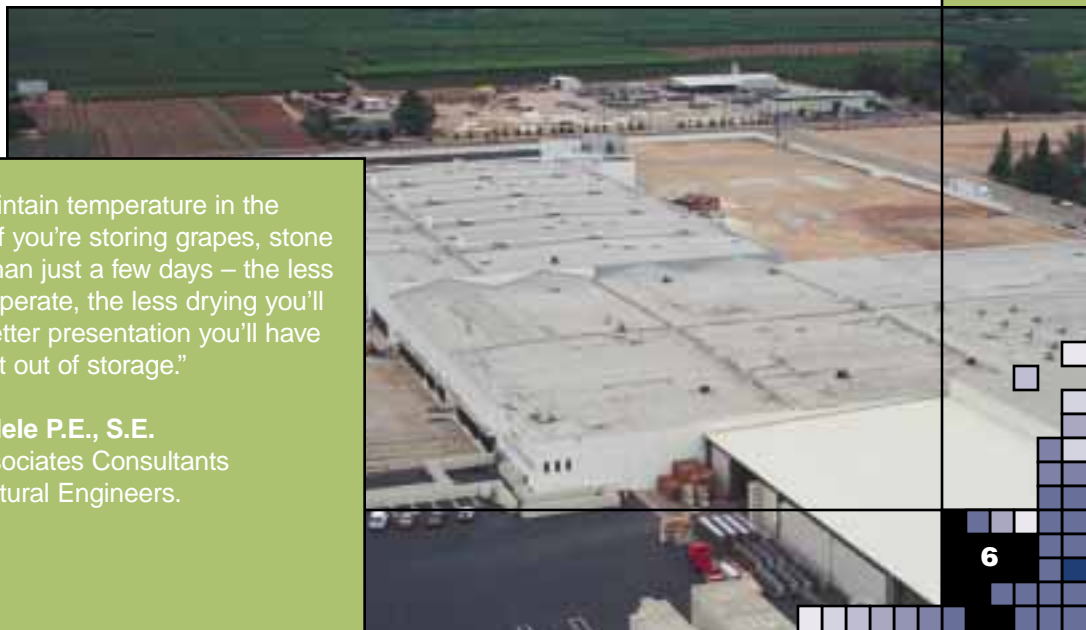 intain temperature in the
f you're storing grapes, stone
han just a few days – the less
perate, the less drying you'll
etter presentation you'll have
t out of storage.”
lele P.E., S.E.
sociates Consultants
tural Engineers.
6